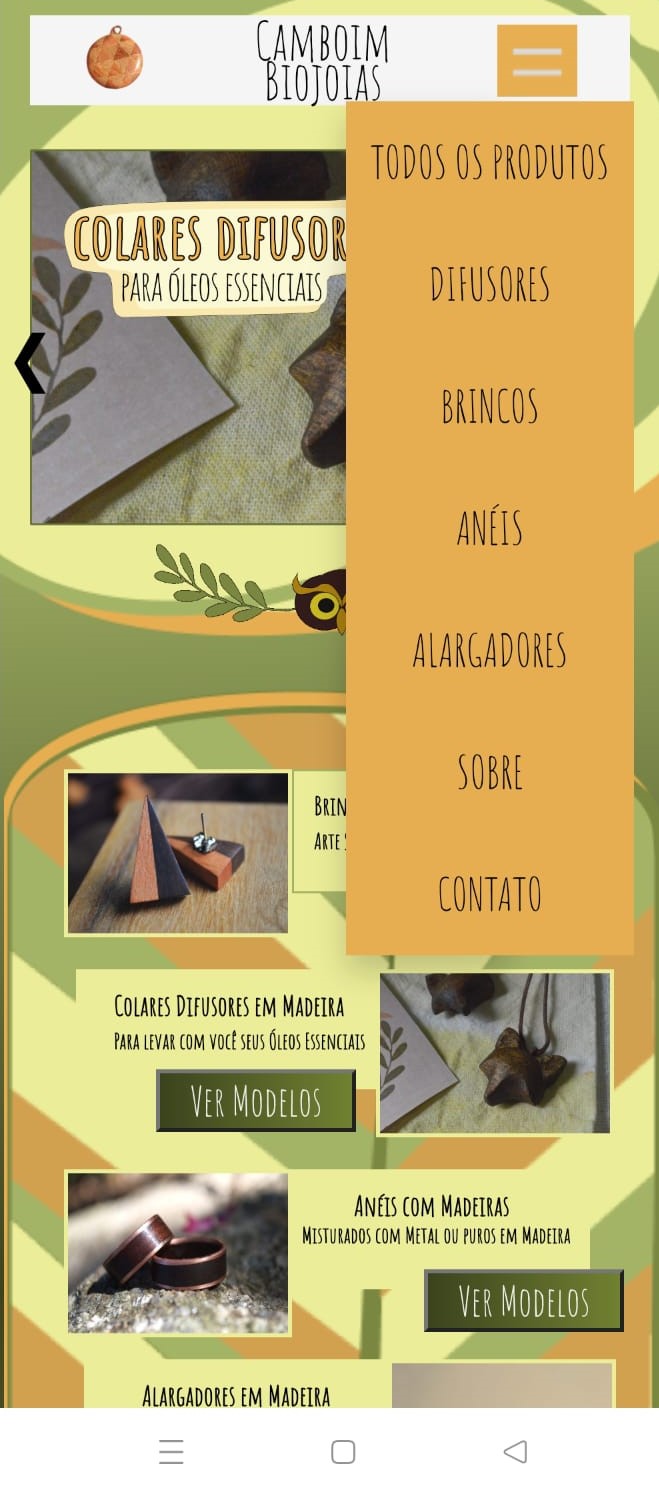 Camboim
Biojoias
TODOS OS PRODUTOS
DIFUSORES
BRINCOS
ANÉIS
ALARGADORES
SOBRE
CONTATO
COLARES DIFUSOR
PARA ÓLEOS ESSENCIAIS
Brin
Arte
Colares Difusores em Madeira
Para levar com você seus Óleos Essenciais
Ver Modelos
Anéis com Madeiras
Misturados com Metal ou puros em Madeira
Ver Modelos
Alargadores em Madeira